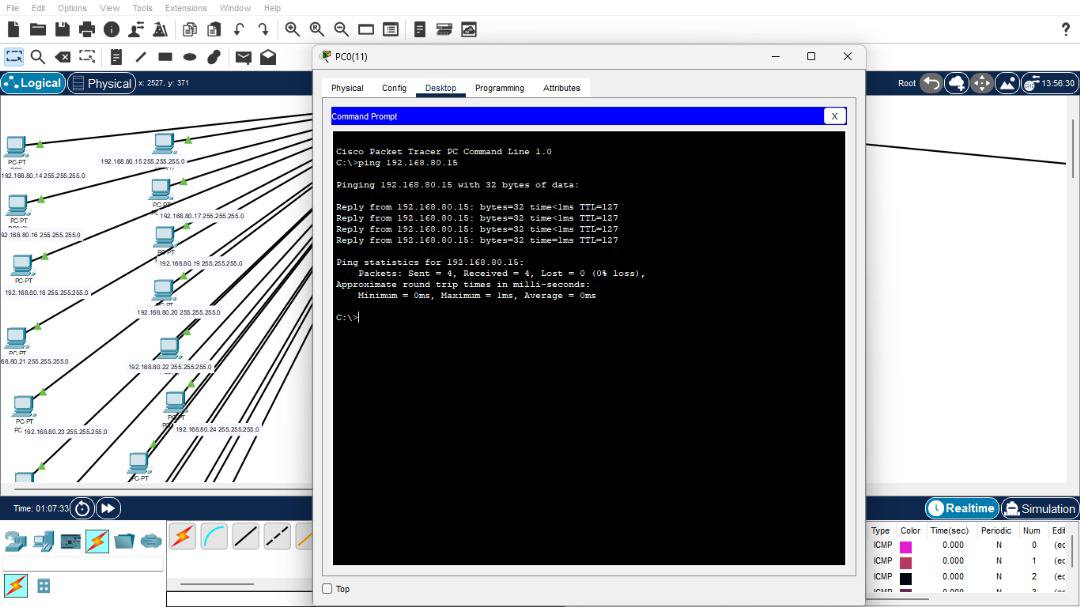 File Edit Options View Tools Extensions Window Help
?
PC0(11)
Logical Physical x: 2527, y: 371
Root 13:56:30
Physical Config Desktop Programming Attributes
Command Prompt X
Cisco Packet Tracer PC Command Line 1.0
C:\>ping 192.168.80.15
Pinging 192.168.80.15 with 32 bytes of data:
Reply from 192.168.80.15: bytes=32 time<1ms TTL=127
Reply from 192.168.80.15: bytes=32 time<1ms TTL=127
Reply from 192.168.80.15: bytes=32 time<1ms TTL=127
Reply from 192.168.80.15: bytes=32 time=1ms TTL=127
Ping statistics for 192.168.80.15:
Packets: Sent = 4, Received = 4, Lost = 0 (0% loss),
Approximate round trip times in milli-seconds:
Minimum = 0ms, Maximum = 1ms, Average = 0ms
C:\>
PC-PT
192.168.80.15 255.255.255.0
192.168.80.14 255.255.255.0
PC-PT
PC-PT
192.168.80.17 255.255.255.0
92.168.80.16 255.255.255.0
PC-PT
192.168.80.19 255.255.255.0
PC-PT
192.168.80.18 255.255.255.0
192.168.80.20 255.255.255.0
PC-PT
68.80.21 255.255.255.0
192.168.80.22 255.255.255.0
PC-PT
PC-PT
192.168.80.23 255.255.255.0
192.168.80.24 255.255.255.0
PC-PT
Time: 01:07:33
Realtime Simulation
Type Color Time(sec) Periodic Num Edit
ICMP 0.000 N 0 (ec
ICMP 0.000 N 1 (ec
ICMP 0.000 N 2 (ec
Top